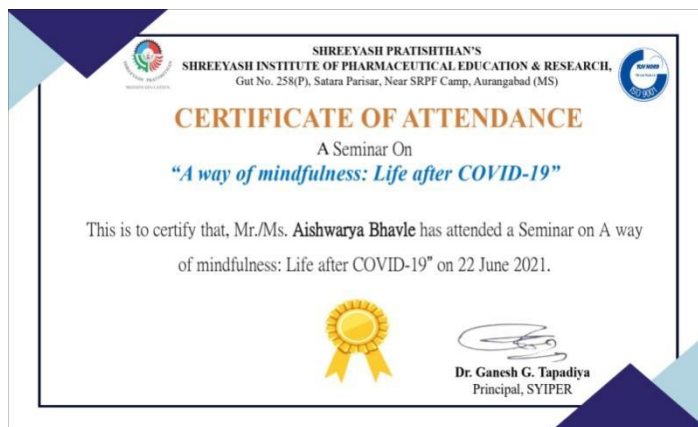 SHREEYASH PRATISHTHAN'S
SHREEYASH INSTITUTE OF PHARMACEUTICAL EDUCATION & RESEARCH,
Gut No. 258(P), Satara Parisar, Near SRPF Camp, Aurangabad (MS)
SHREEYASH PRATISHTHAN
ISO 9001
CERTIFICATE OF ATTENDANCE
A Seminar On
“A way of mindfulness: Life after COVID-19”
This is to certify that, Mr./Ms. Aishwarya Bhavle has attended a Seminar on A way
of mindfulness: Life after COVID-19” on 22 June 2021.
Dr. Ganesh G. Tapadiya
Principal, SYIPER